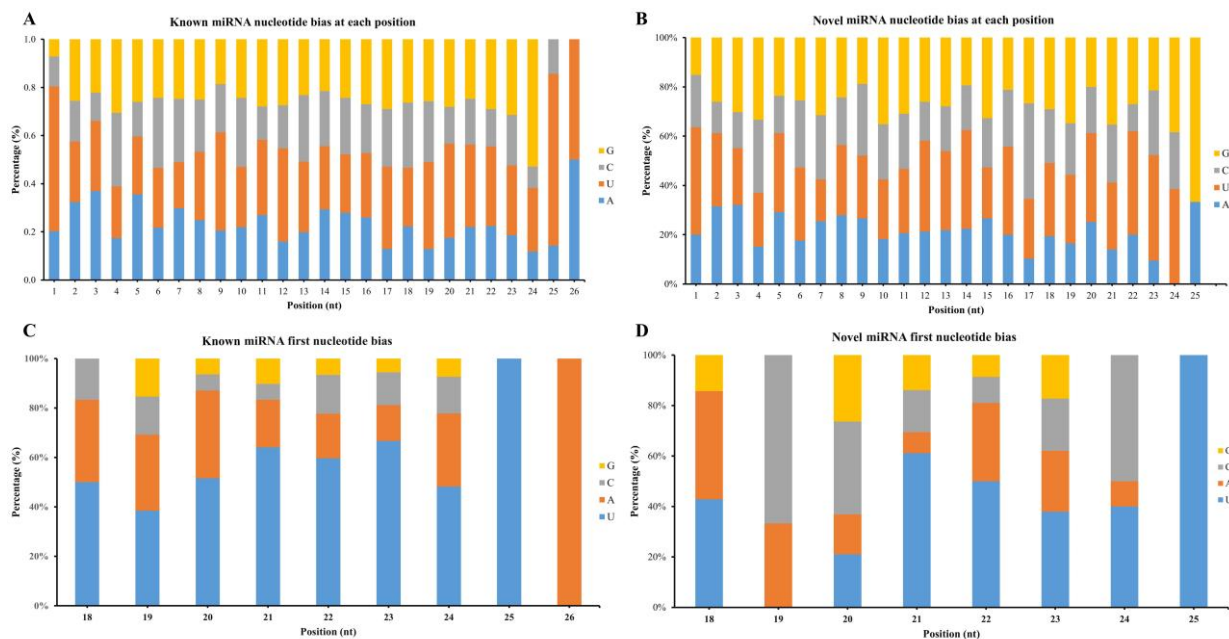 A
Known miRNA nucleotide bias at each position
Percentage (%)
1.0
0.8
0.6
0.4
0.2
0.0
1 2 3 4 5 6 7 8 9 10 11 12 13 14 15 16 17 18 19 20 21 22 23 24 25 26
Position (nt)
G
C
U
A
B
Novel miRNA nucleotide bias at each position
Percentage (%)
100%
80%
60%
40%
20%
0%
1 2 3 4 5 6 7 8 9 10 11 12 13 14 15 16 17 18 19 20 21 22 23 24 25
Position (nt)
G
C
U
A
C
Known miRNA first nucleotide bias
Percentage (%)
100%
80%
60%
40%
20%
0%
18 19 20 21 22 23 24 25 26
Position (nt)
G
C
A
U
D
Novel miRNA first nucleotide bias
Percentage (%)
100%
80%
60%
40%
20%
0%
18 19 20 21 22 23 24 25
Position (nt)
G
C
A
U